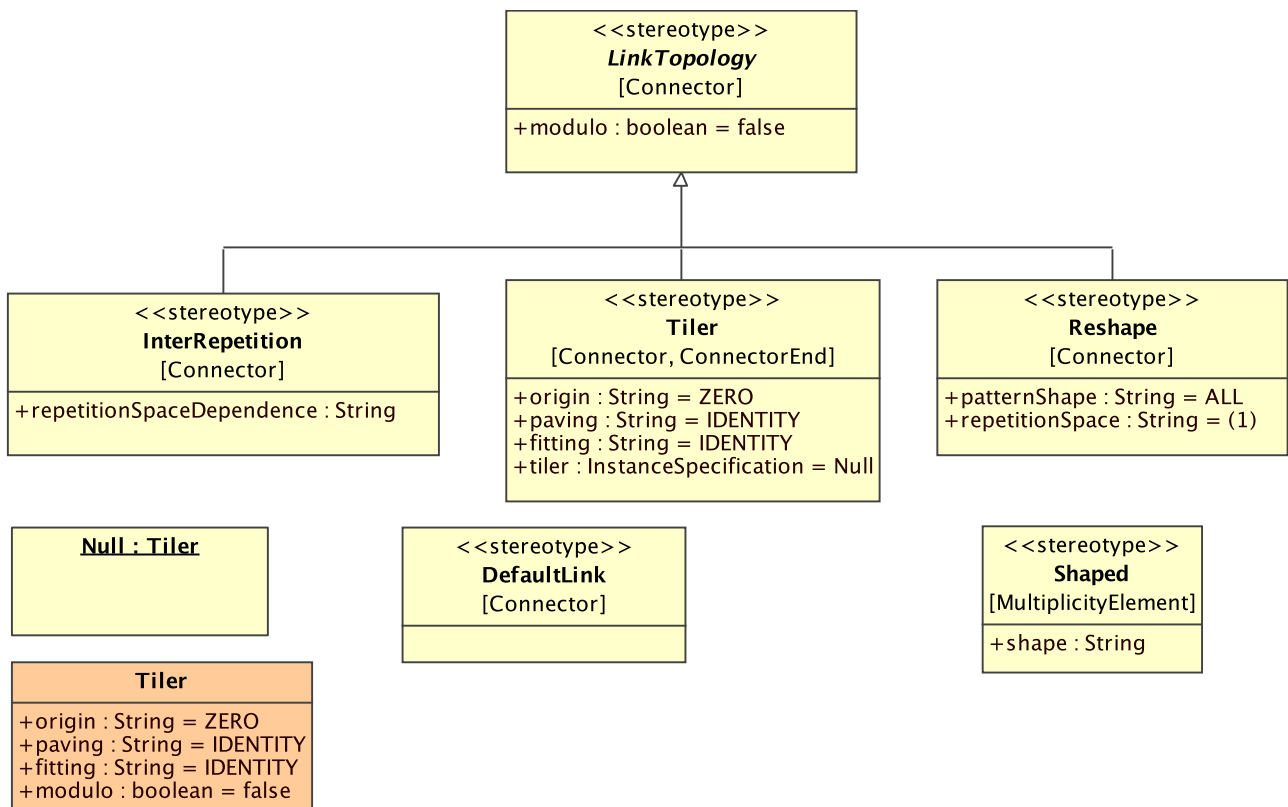 <<stereotype>>
LinkTopology
[Connector]
+modulo : boolean = false
<<stereotype>>
InterRepetition
[Connector]
+repetitionSpaceDependence : String
<<stereotype>>
Tiler
[Connector, ConnectorEnd]
+origin : String = ZERO
+paving : String = IDENTITY
+fitting : String = IDENTITY
+tiler : InstanceSpecification = Null
<<stereotype>>
Reshape
[Connector]
+patternShape : String = ALL
+repetitionSpace : String = (1)
Null : Tiler
<<stereotype>>
DefaultLink
[Connector]
<<stereotype>>
Shaped
[MultiplicityElement]
+shape : String
Tiler
+origin : String = ZERO
+paving : String = IDENTITY
+fitting : String = IDENTITY
+modulo : boolean = false